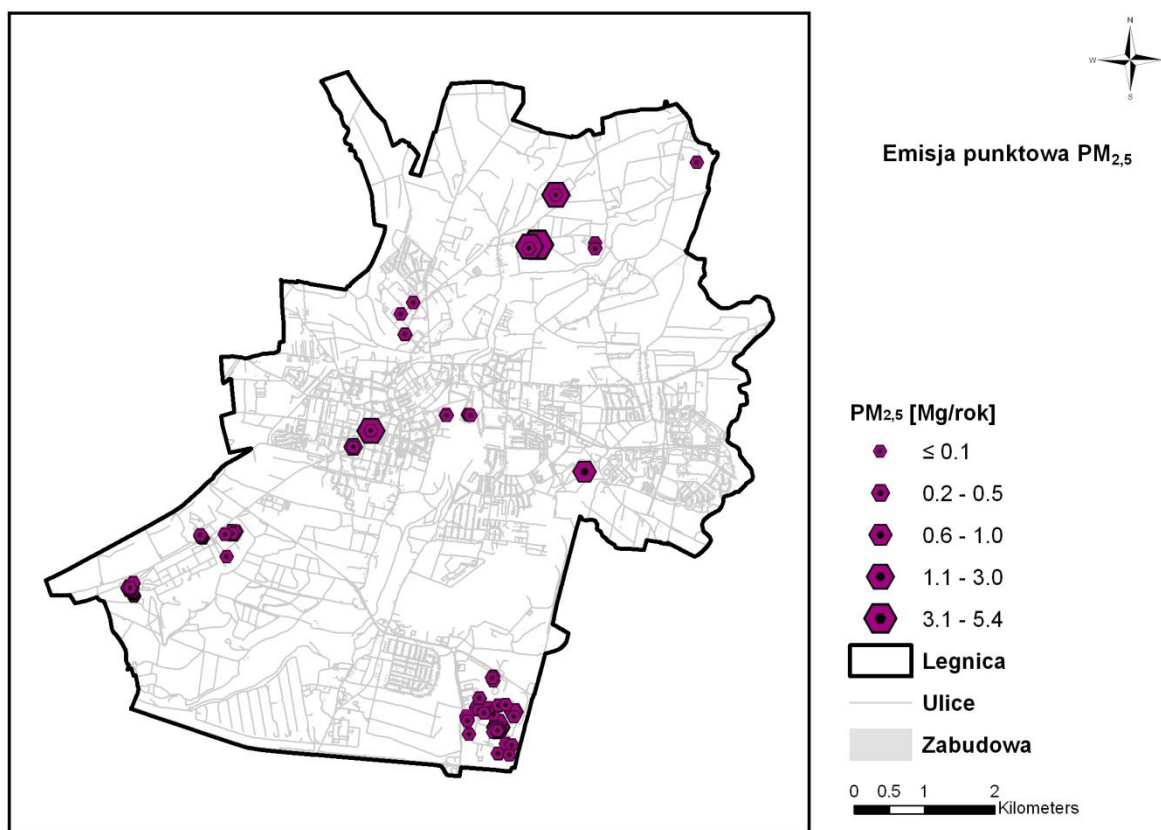 N
W
S
Emisja punktowa PM2,5
PM2,5 [Mg/rok]
≤ 0.1
0.2 - 0.5
0.6 - 1.0
1.1 - 3.0
3.1 - 5.4
Legnica
Ulice
Zabudowa
0 0.5 1 2
Kilometers